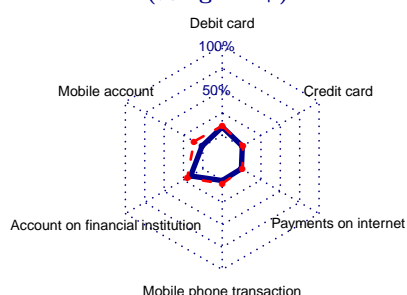 Debit card
100%
Mobile account
50%
Credit card
Account on financial institution
Payments on internet
Mobile phone transaction